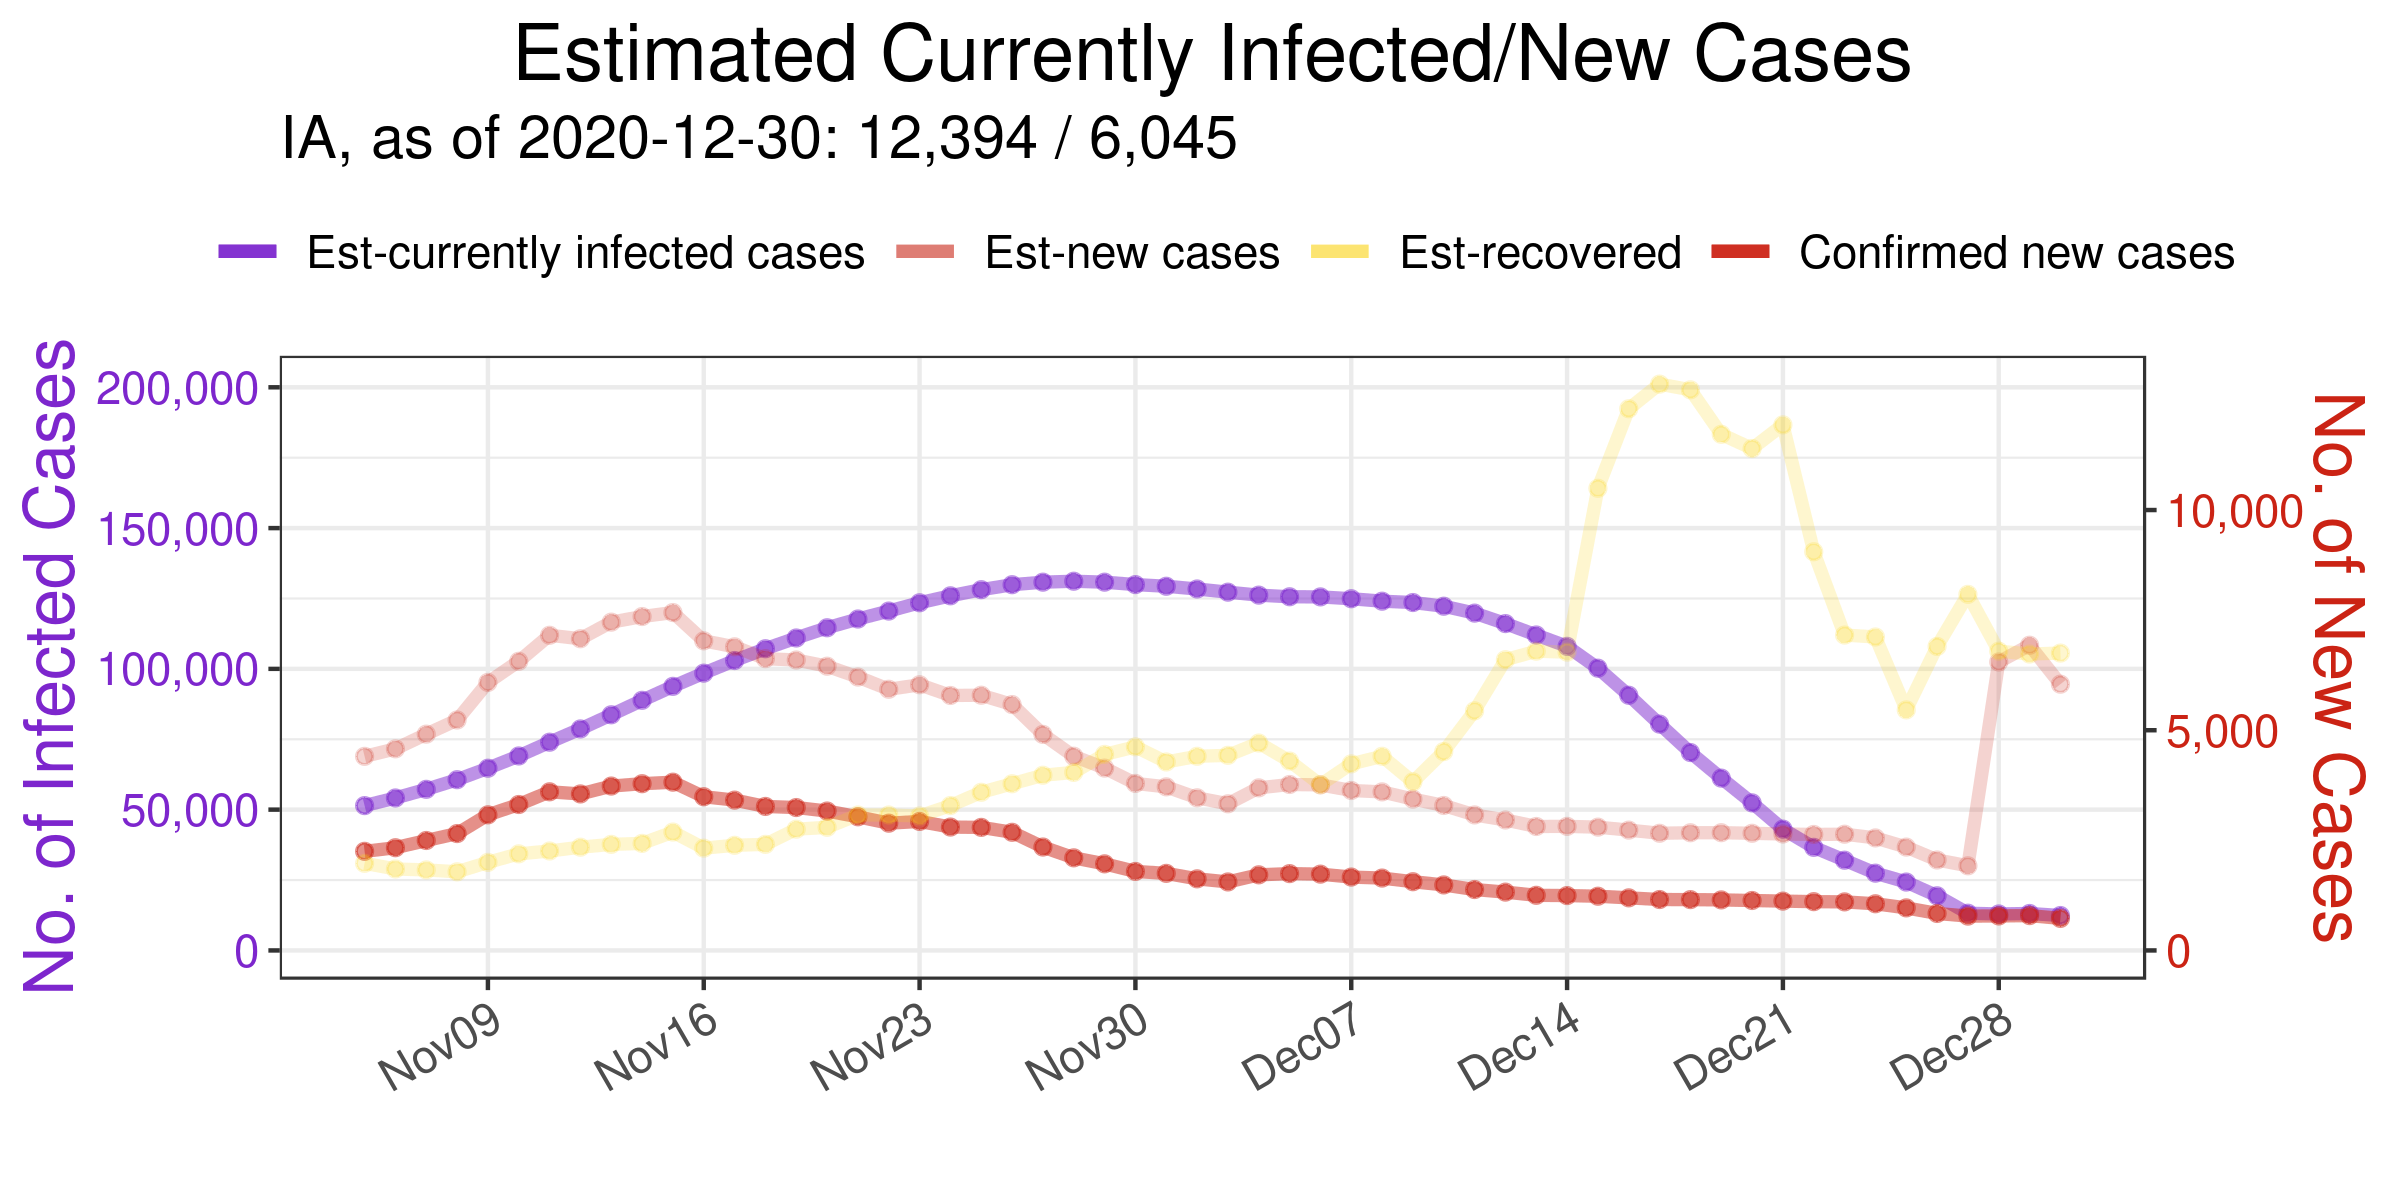 Estimated Currently Infected/New Cases
IA, as of 2020-12-30: 12,394 / 6,045
Est-currently infected cases Est-new cases Est-recovered Confirmed new cases
No. of Infected Cases
200,000
150,000
100,000
50,000
0
10,000
5,000
0
No. of New Cases
Nov09 Nov16 Nov23 Nov30 Dec07 Dec14 Dec21 Dec28